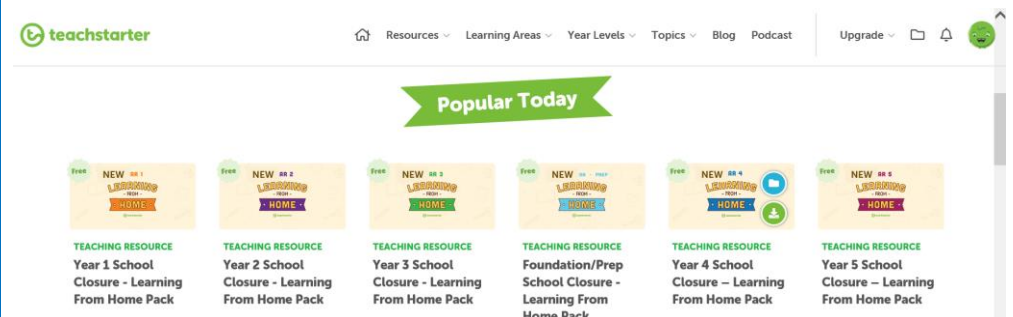 teachstarter
Resources Learning Areas Year Levels Topics Blog Podcast Upgrade
Popular Today
Free NEW
LEARNING
- FROM -
HOME
Free NEW
LEARNING
- FROM -
HOME
Free NEW
LEARNING
- FROM -
HOME
Free NEW
LEARNING
- FROM -
HOME
Free NEW
LEARNING
- FROM -
HOME
Free NEW
LEARNING
- FROM -
HOME
TEACHING RESOURCE
Year 1 School
Closure - Learning
From Home Pack
TEACHING RESOURCE
Year 2 School
Closure - Learning
From Home Pack
TEACHING RESOURCE
Year 3 School
Closure - Learning
From Home Pack
TEACHING RESOURCE
Foundation/Prep
School Closure -
Learning From
Home Pack
TEACHING RESOURCE
Year 4 School
Closure – Learning
From Home Pack
TEACHING RESOURCE
Year 5 School
Closure – Learning
From Home Pack